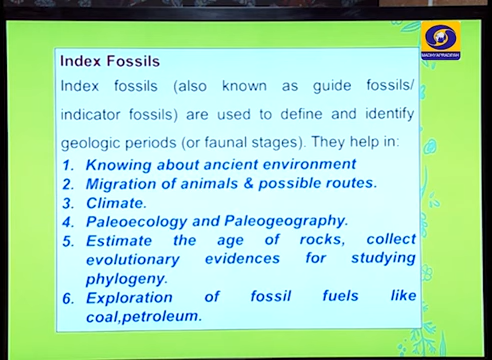 Index Fossils
Index fossils (also known as guide fossils/
indicator fossils) are used to define and identify
geologic periods (or faunal stages). They help in:
1. Knowing about ancient environment
2. Migration of animals & possible routes.
3. Climate.
4. Paleoecology and Paleogeography.
5. Estimate the age of rocks, collect
evolutionary evidences for studying
phylogeny.
6. Exploration of fossil fuels like
coal,petroleum.
MADHYAPRADESH